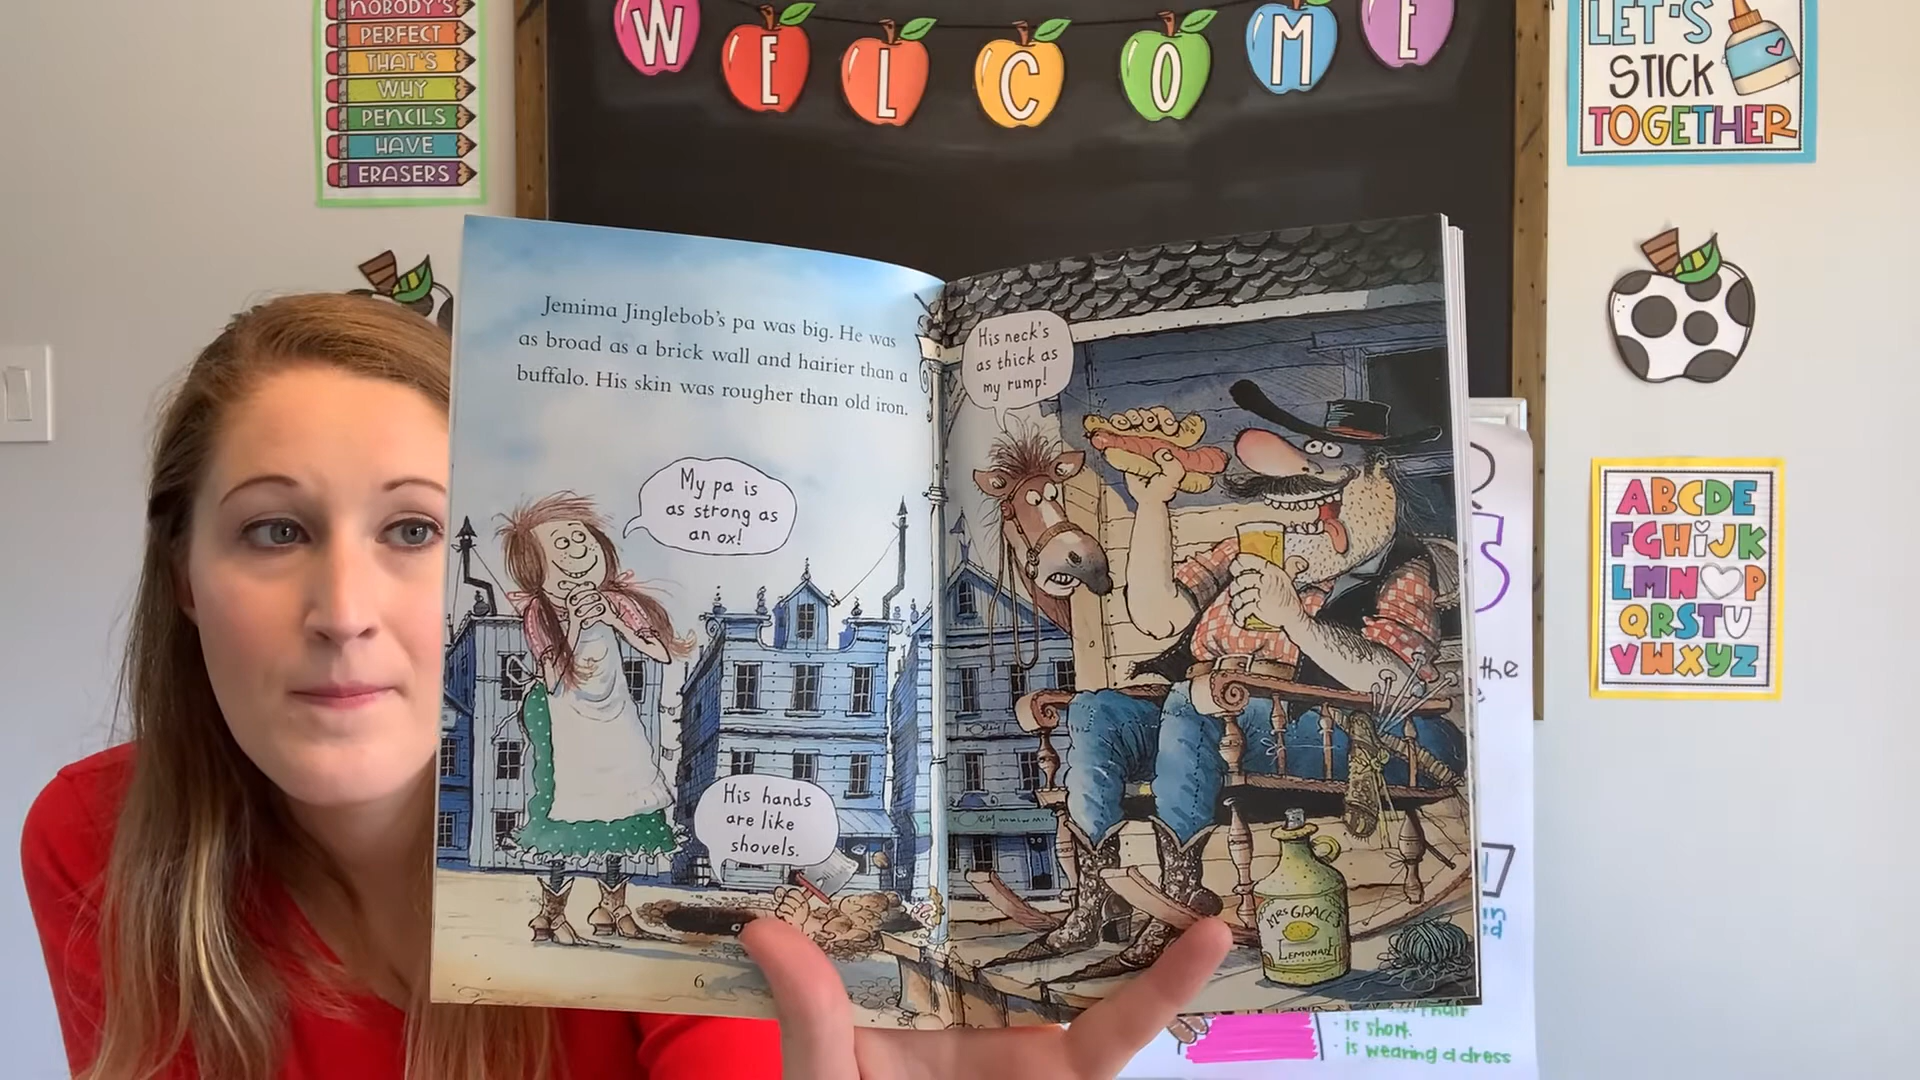 NOBODY'S
PERFECT
THAT'S
WHY
PENCILS
HAVE
ERASERS
WELCOME
LET'S
STICK
TOGETHER
Jemima Jinglebob's pa was big. He was
as broad as a brick wall and hairier than a
buffalo. His skin was rougher than old iron.
My pa is
as strong as
an ox!
His hands
are like
shovels.
6
His neck's
as thick as
my rump!
MRS GRACE'S
LEMONADE
ABCDE
FGHiJK
LMN P
QRSTU
VWXYZ
the
is short.
is wearing a dress